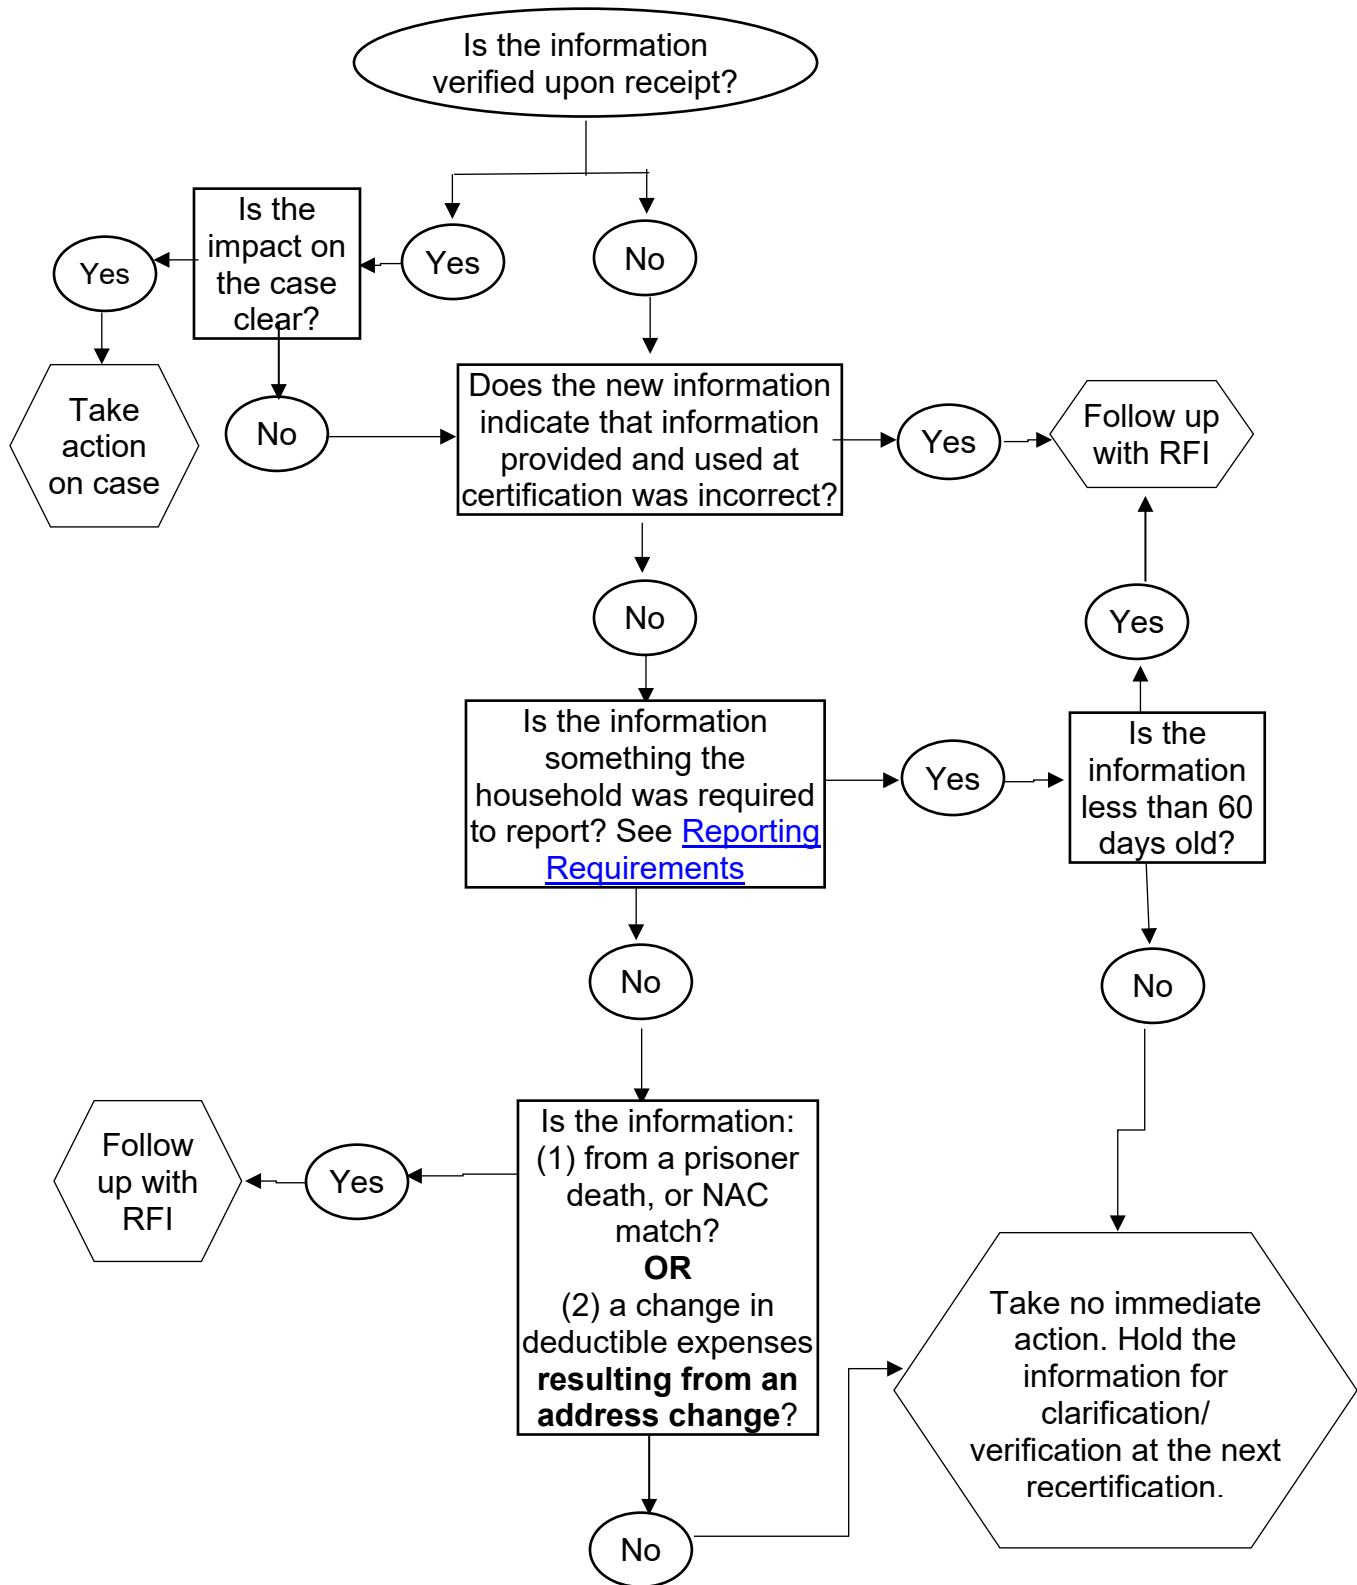 Is the information
verified upon receipt?
Is the
impact on
the case
clear?
Yes
Yes
No
Take
action
on case
No
Does the new information
indicate that information
provided and used at
certification was incorrect?
Yes
Follow up
with RFI
No
Yes
Is the information
something the
household was required
to report? See Reporting
Requirements
Yes
Is the
information
less than 60
days old?
No
No
Follow
up with
RFI
Yes
Is the information:
(1) from a prisoner
death, or NAC
match?
OR
(2) a change in
deductible expenses
resulting from an
address change?
Take no immediate
action. Hold the
information for
clarification/
verification at the next
recertification.
No